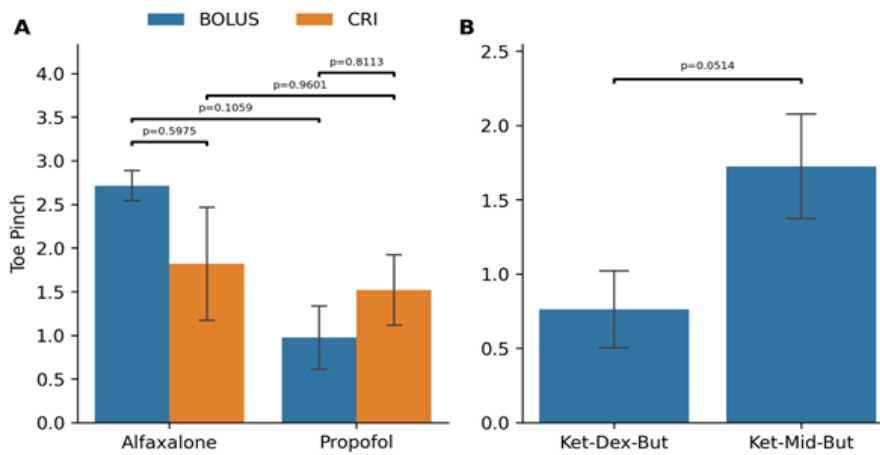 A
BOLUS
CRI
Toe Pinch
4.0
3.5
3.0
2.5
2.0
1.5
1.0
0.5
0.0
p=0.8113
p=0.9601
p=0.1059
p=0.5975
Alfaxalone
Propofol
B
2.5
2.0
1.5
1.0
0.5
0.0
p=0.0514
Ket-Dex-But
Ket-Mid-But